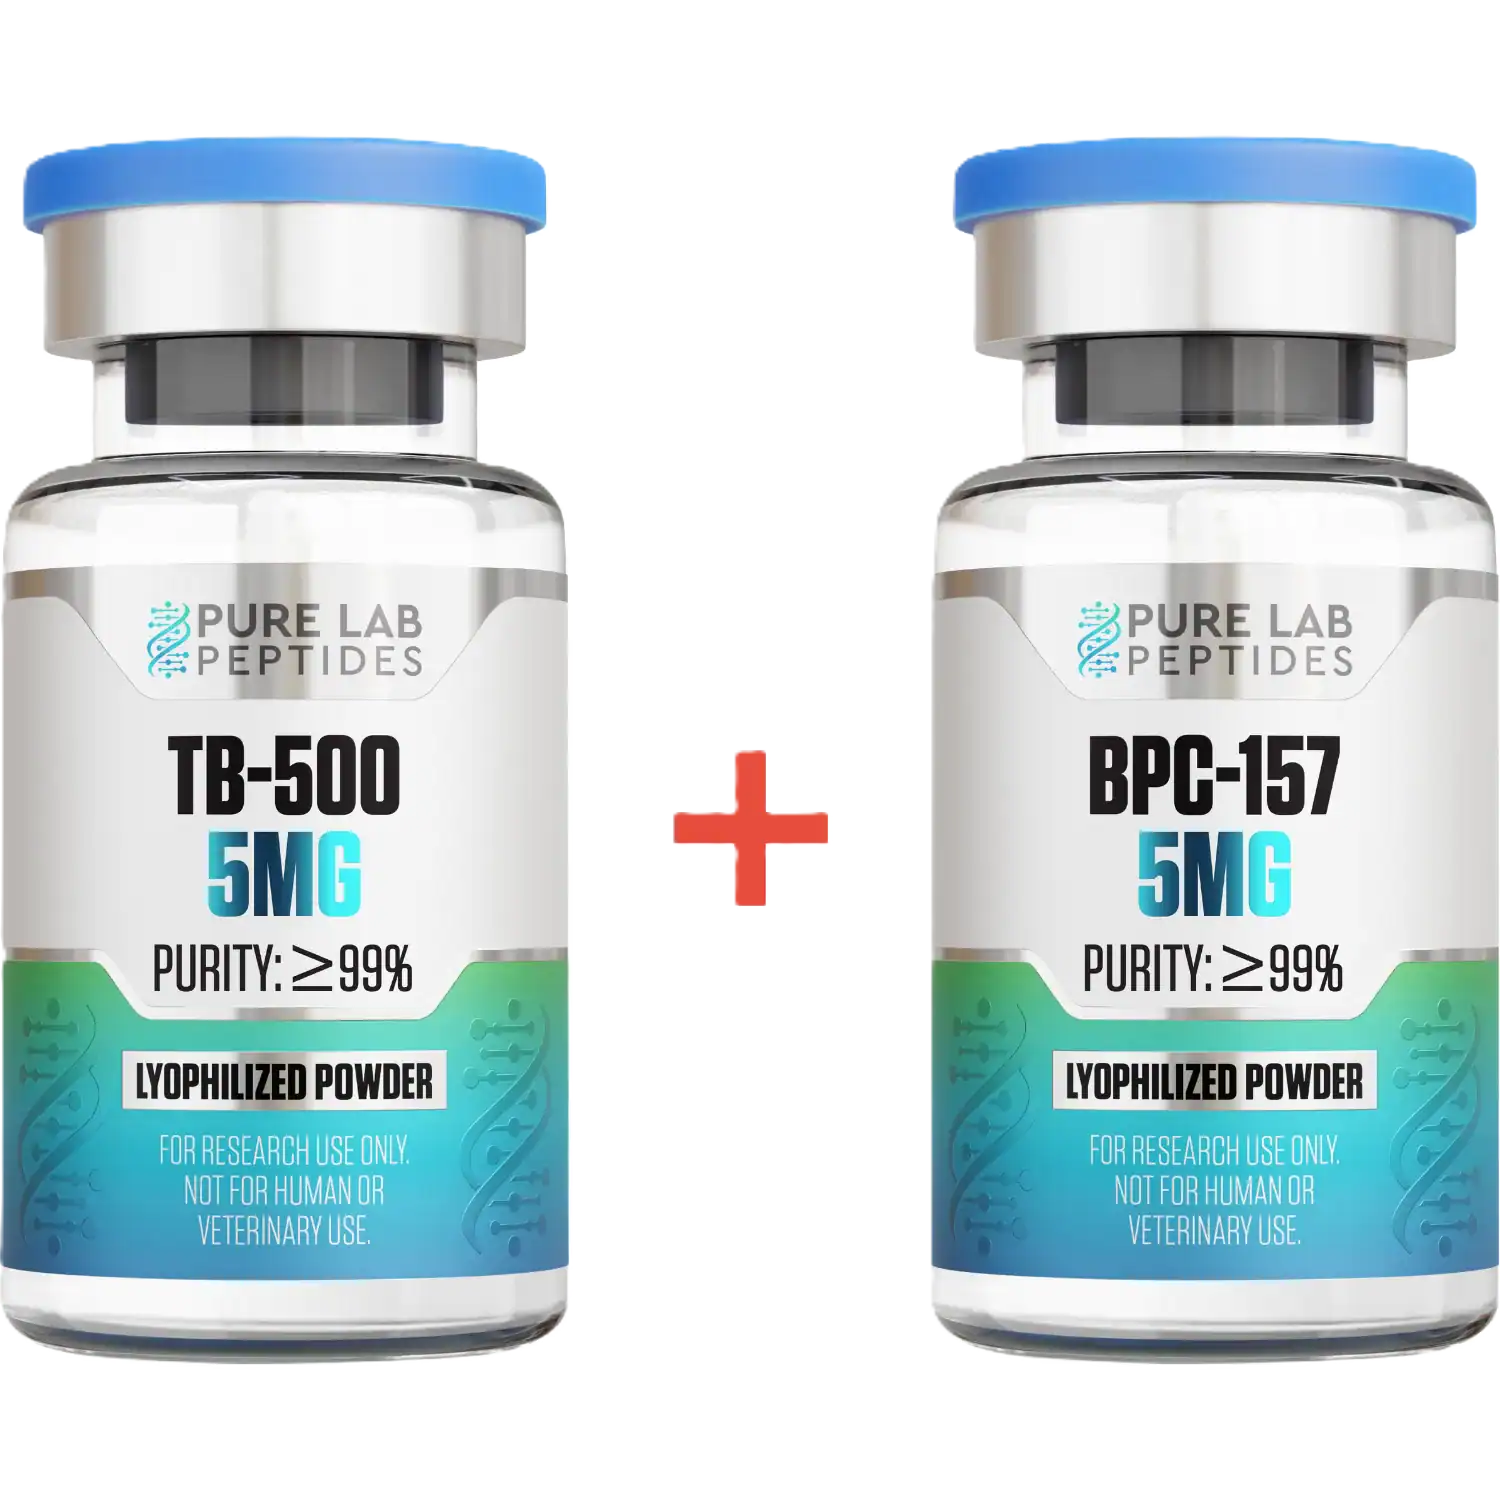 PURE LAB
PEPTIDES
TB-500
5MG
PURITY: ≥99%
LYOPHILIZED POWDER
FOR RESEARCH USE ONLY.
NOT FOR HUMAN OR
VETERINARY USE.
PURE LAB
PEPTIDES
BPC-157
5MG
PURITY: ≥99%
LYOPHILIZED POWDER
FOR RESEARCH USE ONLY.
NOT FOR HUMAN OR
VETERINARY USE.